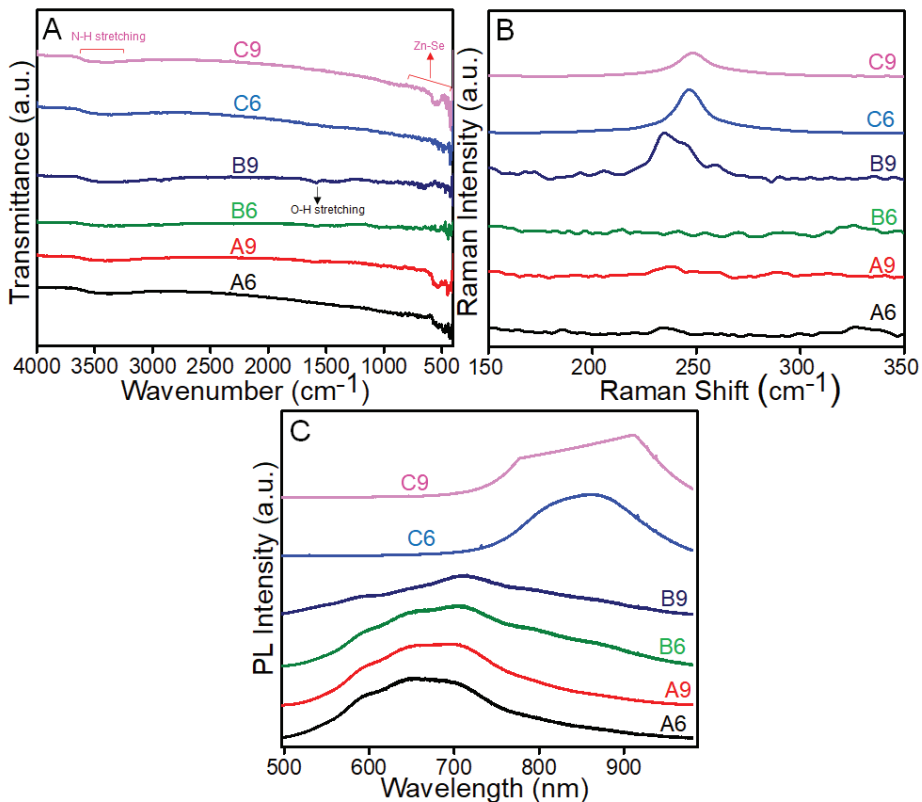 A
N-H stretching
C9
Zn-Se
C6
B9
O-H stretching
B6
A9
A6
Transmittance (a.u.)
4000 3500 3000 2500 2000 1500 1000 500
Wavenumber (cm⁻¹)
B
C9
C6
B9
B6
A9
A6
Raman Intensity (a.u.)
150 200 250 300 350
Raman Shift (cm⁻¹)
C
C9
C6
B9
B6
A9
A6
PL Intensity (a.u.)
500 600 700 800 900
Wavelength (nm)